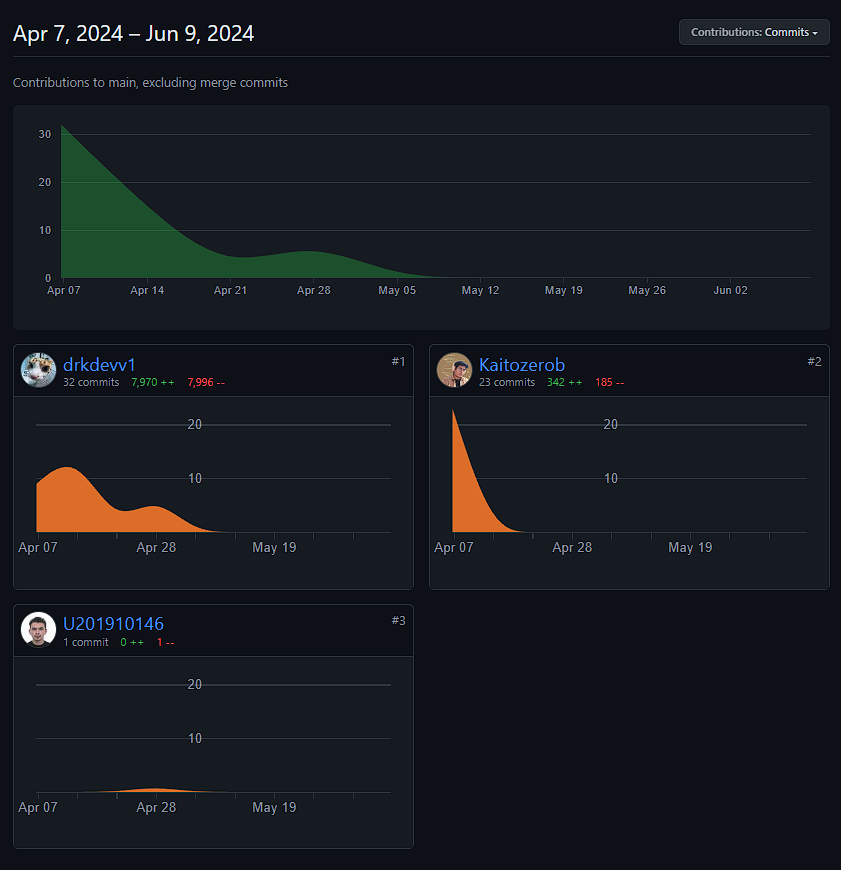 Apr 7, 2024 – Jun 9, 2024
Contributions: Commits
Contributions to main, excluding merge commits
30
20
10
0
Apr 07 Apr 14 Apr 21 Apr 28 May 05 May 12 May 19 May 26 Jun 02
drkdevv1 #1
32 commits 7,970 ++ 7,996 --
20
10
Apr 07 Apr 28 May 19
Kaitozerob #2
23 commits 342 ++ 185 --
20
10
Apr 07 Apr 28 May 19
U201910146 #3
1 commit 0 ++ 1 --
20
10
Apr 07 Apr 28 May 19